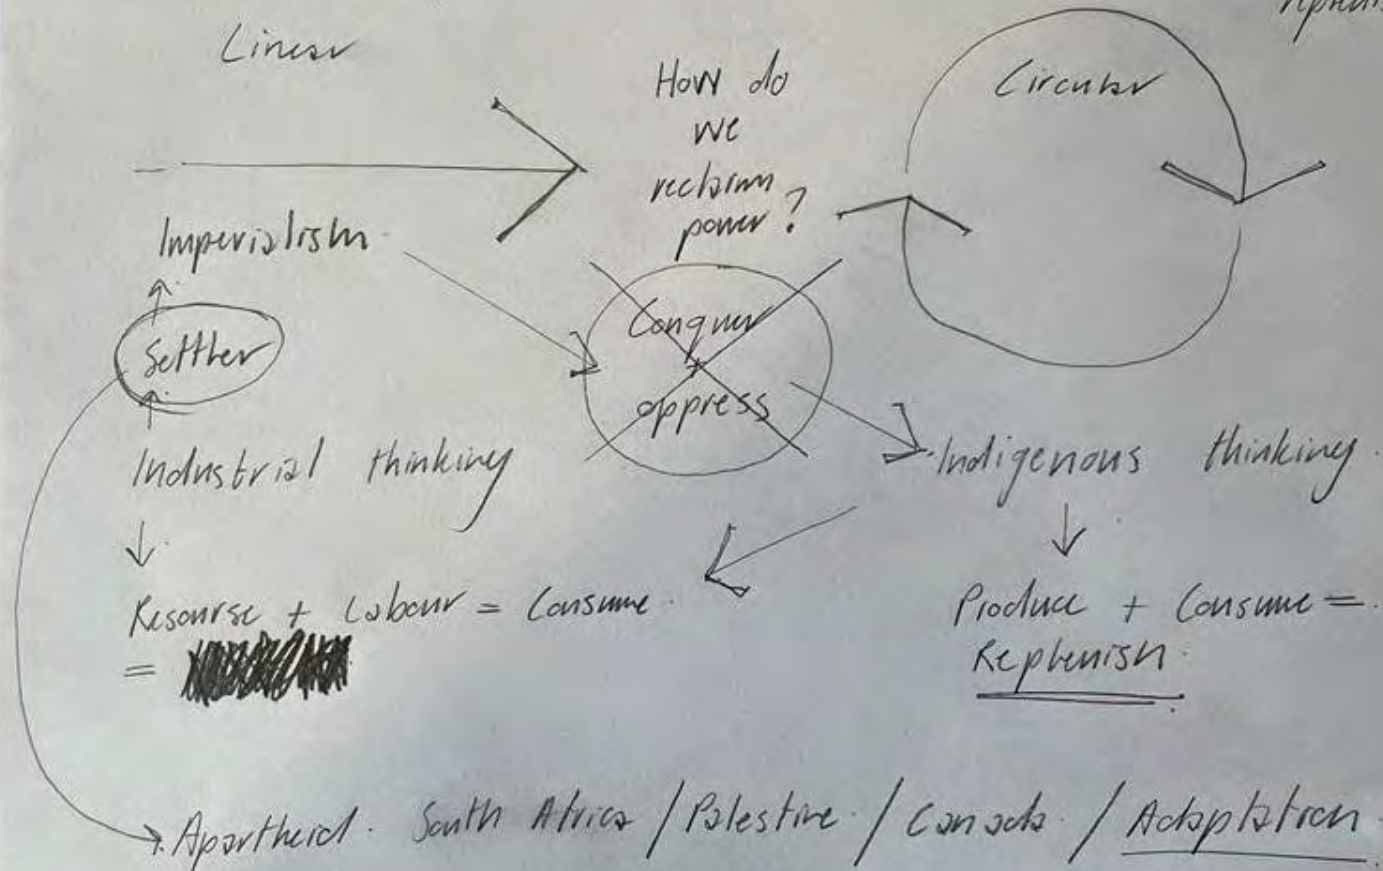 Linear
How do
we
reclaim
power?
Circular
Imperialism
Settler
Conquer
+
oppress
Industrial thinking
Indigenous thinking
Resourse + Labour = Consume
=
Produce + Consume =
Replenish
Apartheid. South Africa / Palestine / Canada / Adaptation